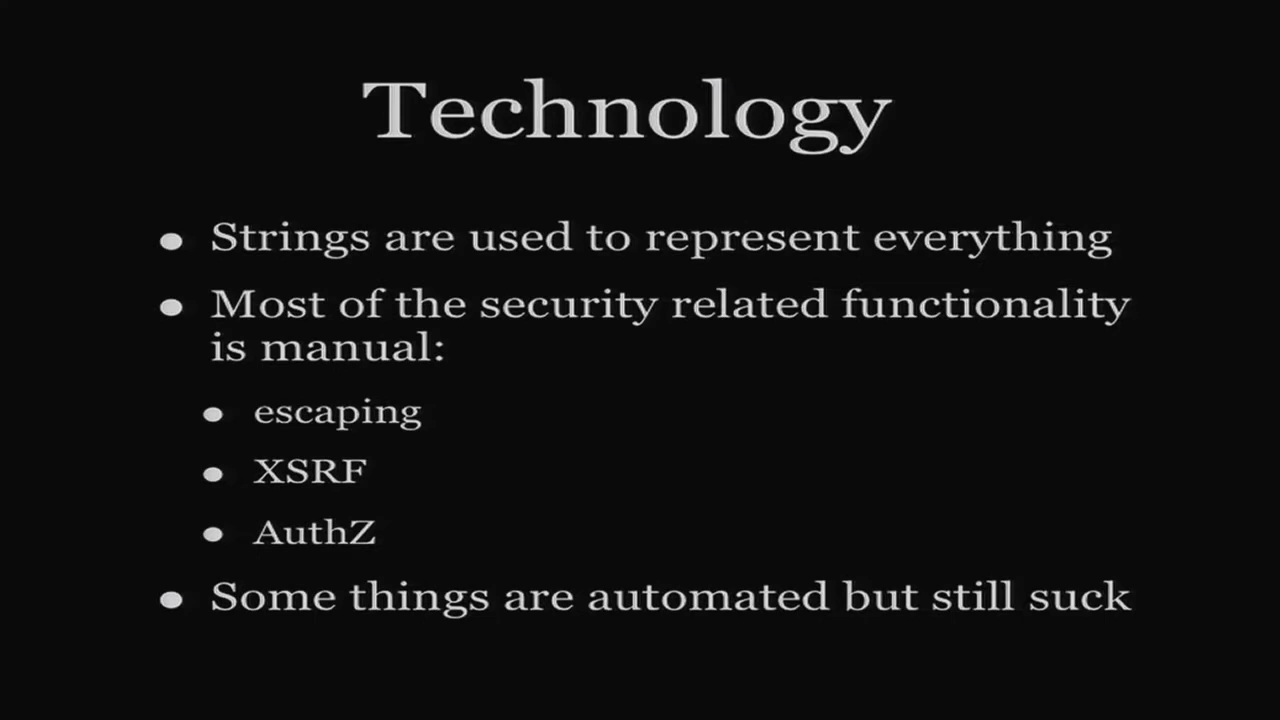 Technology
Strings are used to represent everything
Most of the security related functionality
is manual:
escaping
XSRF
AuthZ
Some things are automated but still suck